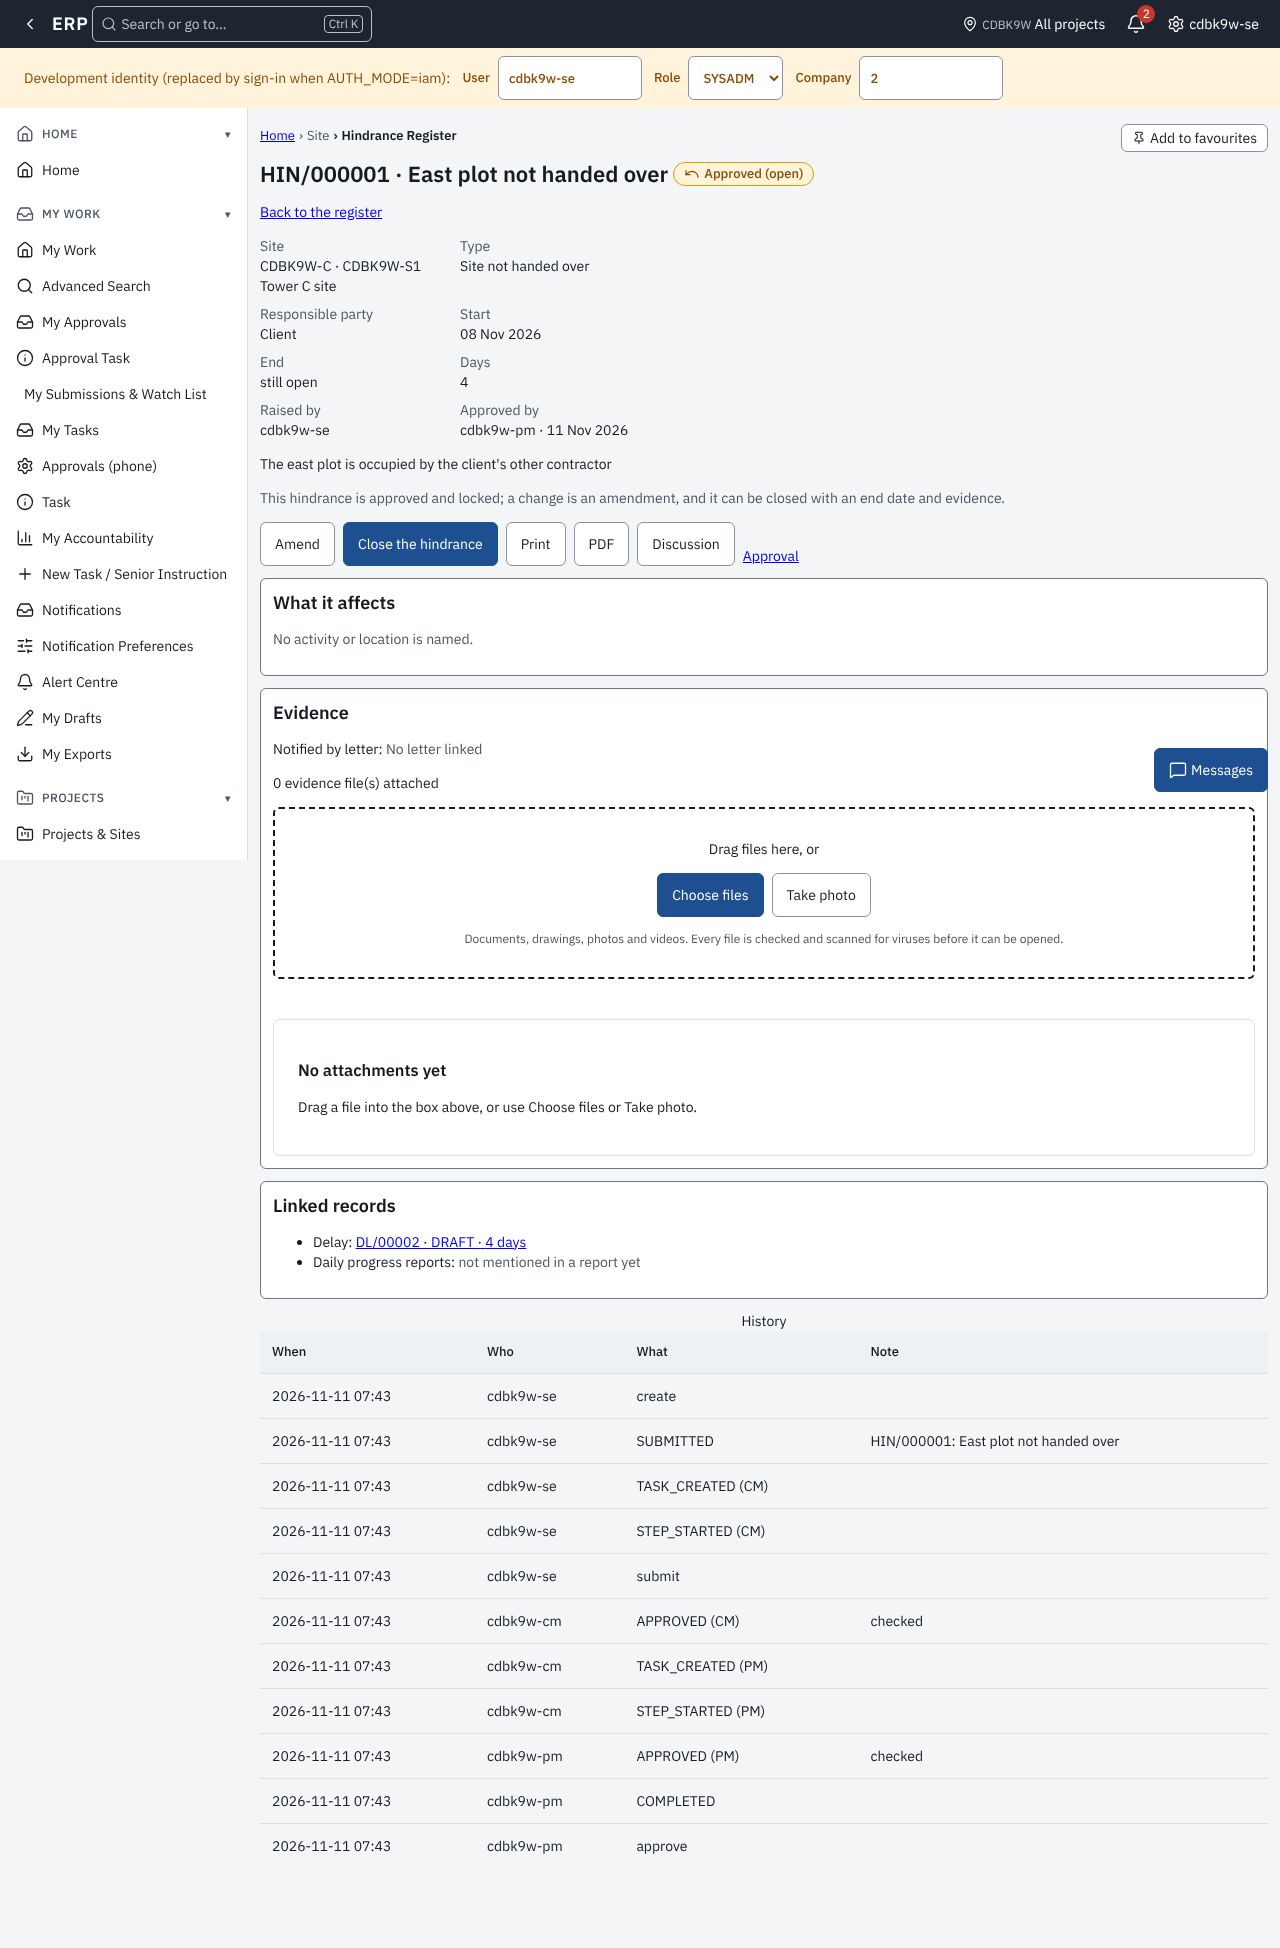 ERP
Search or go to...
Ctrl K
CDBK9W All projects
2
cdbk9w-se
Development identity (replaced by sign-in when AUTH_MODE=iam):
User
cdbk9w-se
Role
SYSADM
Company
2
HOME
Home
MY WORK
My Work
Advanced Search
My Approvals
Approval Task
My Submissions & Watch List
My Tasks
Approvals (phone)
Task
My Accountability
New Task / Senior Instruction
Notifications
Notification Preferences
Alert Centre
My Drafts
My Exports
PROJECTS
Projects & Sites
Home › Site › Hindrance Register
Add to favourites
HIN/000001 · East plot not handed over
Approved (open)
Back to the register
Site
CDBK9W-C · CDBK9W-S1
Tower C site
Type
Site not handed over
Responsible party
Client
Start
08 Nov 2026
End
still open
Days
4
Raised by
cdbk9w-se
Approved by
cdbk9w-pm · 11 Nov 2026
The east plot is occupied by the client's other contractor
This hindrance is approved and locked; a change is an amendment, and it can be closed with an end date and evidence.
Amend
Close the hindrance
Print
PDF
Discussion
Approval
What it affects
No activity or location is named.
Evidence
Notified by letter: No letter linked
Messages
0 evidence file(s) attached
Drag files here, or
Choose files
Take photo
Documents, drawings, photos and videos. Every file is checked and scanned for viruses before it can be opened.
No attachments yet
Drag a file into the box above, or use Choose files or Take photo.
Linked records
Delay: DL/00002 · DRAFT · 4 days
Daily progress reports: not mentioned in a report yet
History
When Who What Note
2026-11-11 07:43 cdbk9w-se create
2026-11-11 07:43 cdbk9w-se SUBMITTED HIN/000001: East plot not handed over
2026-11-11 07:43 cdbk9w-se TASK_CREATED (CM)
2026-11-11 07:43 cdbk9w-se STEP_STARTED (CM)
2026-11-11 07:43 cdbk9w-se submit
2026-11-11 07:43 cdbk9w-cm APPROVED (CM) checked
2026-11-11 07:43 cdbk9w-cm TASK_CREATED (PM)
2026-11-11 07:43 cdbk9w-cm STEP_STARTED (PM)
2026-11-11 07:43 cdbk9w-pm APPROVED (PM) checked
2026-11-11 07:43 cdbk9w-pm COMPLETED
2026-11-11 07:43 cdbk9w-pm approve